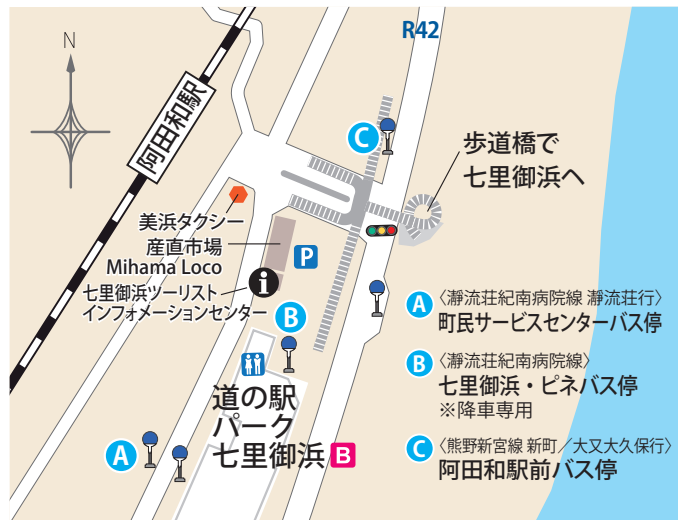 R42
N
阿田和駅
C
歩道橋で
七里御浜へ
美浜タクシー
産直市場
Mihama Loco
七里御浜ツーリスト
インフォメーションセンター
i
P
B
道の駅
パーク
七里御浜 B
A
A 〈瀞流荘紀南病院線 瀞流荘行〉
町民サービスセンターバス停
B 〈瀞流荘紀南病院線〉
七里御浜・ピネバス停
※降車専用
C 〈熊野新宮線 新町／大又大久保行〉
阿田和駅前バス停